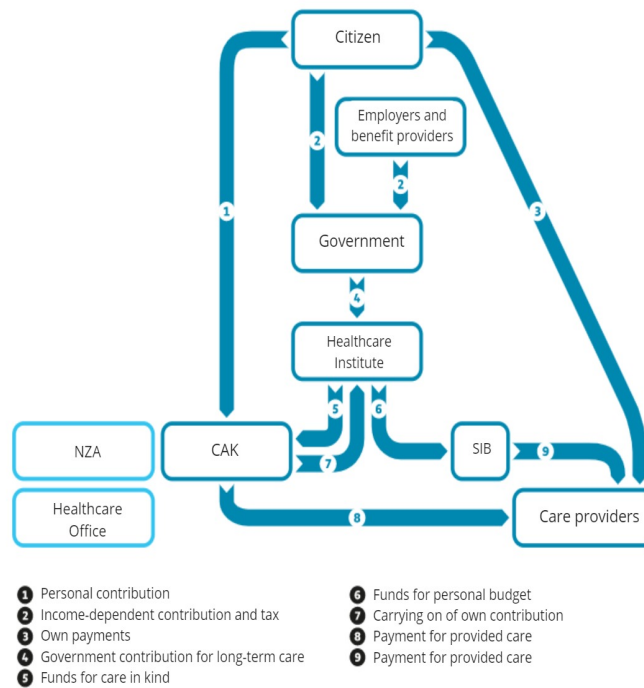 Citizen
Employers and
benefit providers
2
2
1
3
Government
4
Healthcare
Institute
5
6
7
NZA
CAK
SIB
9
Healthcare
Office
8
Care providers
1 Personal contribution
2 Income-dependent contribution and tax
3 Own payments
4 Government contribution for long-term care
5 Funds for care in kind
6 Funds for personal budget
7 Carrying on of own contribution
8 Payment for provided care
9 Payment for provided care